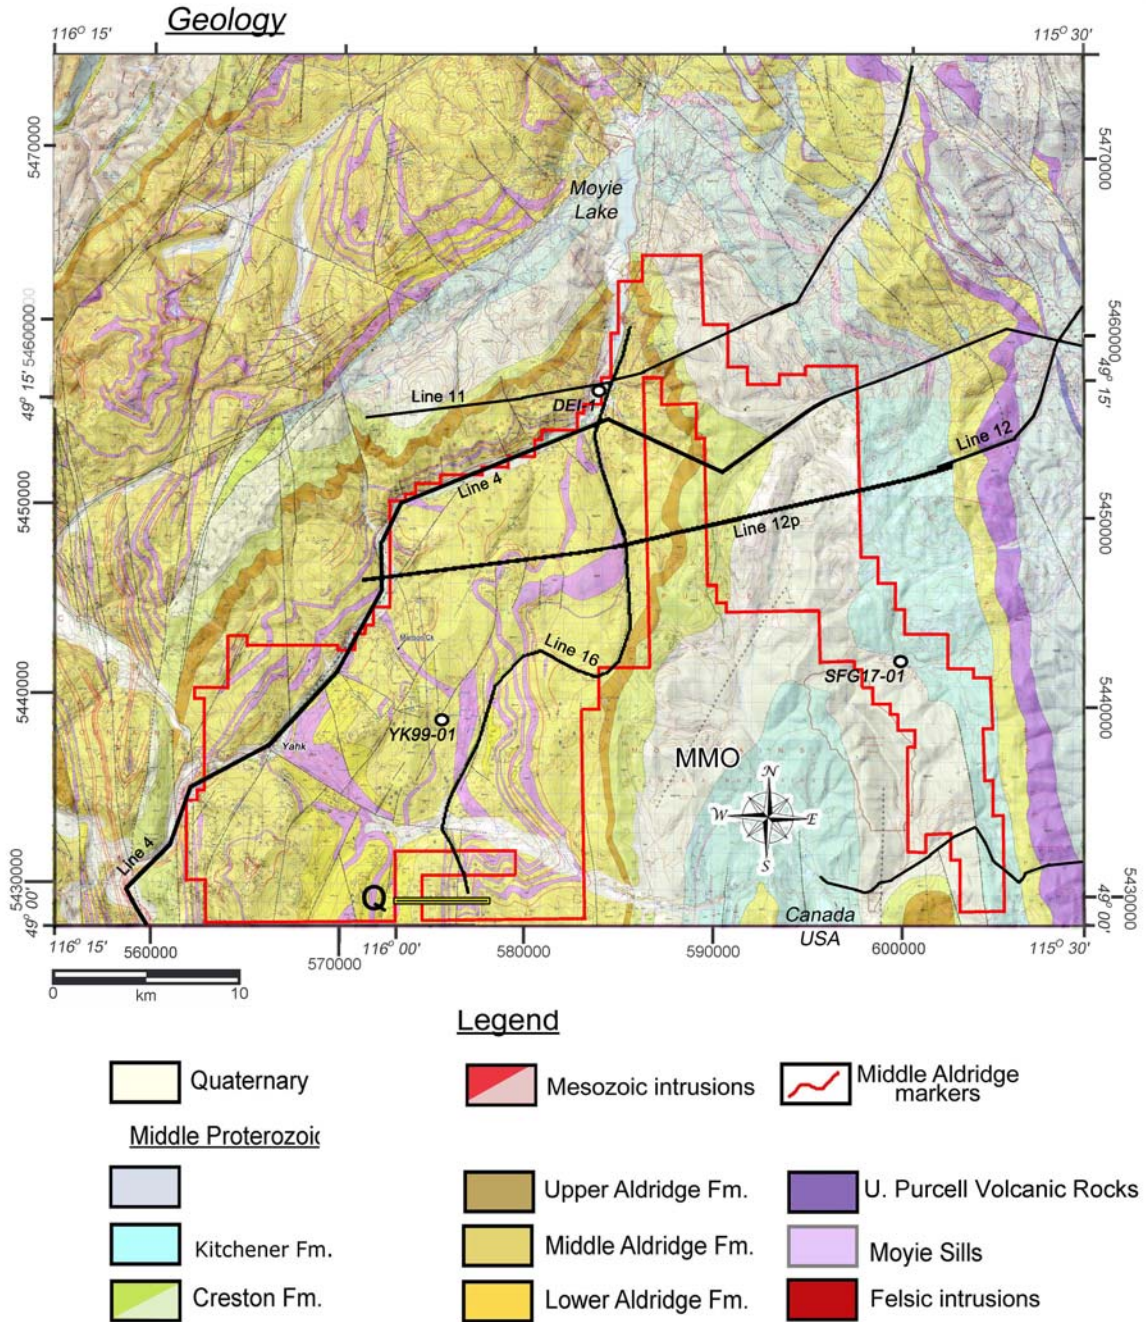 Geology
116° 15'
115° 30'
5470000
5470000
Moyie
Lake
5460000
5460000
49° 15'
49° 15'
Line 11
DEI-1
Line 4
Line 12
Line 12p
5450000
5450000
Line 16
SFG17-01
5440000
5440000
YK99-01
Yahk
MMO
N
W
E
S
Line 4
5430000
5430000
Q
49° 00'
49° 00'
Canada
USA
116° 15'
560000
570000
116° 00'
580000
590000
600000
115° 30'
0
km
10
Legend
Quaternary
Mesozoic intrusions
Middle Aldridge
markers
Middle Proterozoic
Upper Aldridge Fm.
U. Purcell Volcanic Rocks
Kitchener Fm.
Middle Aldridge Fm.
Moyie Sills
Creston Fm.
Lower Aldridge Fm.
Felsic intrusions